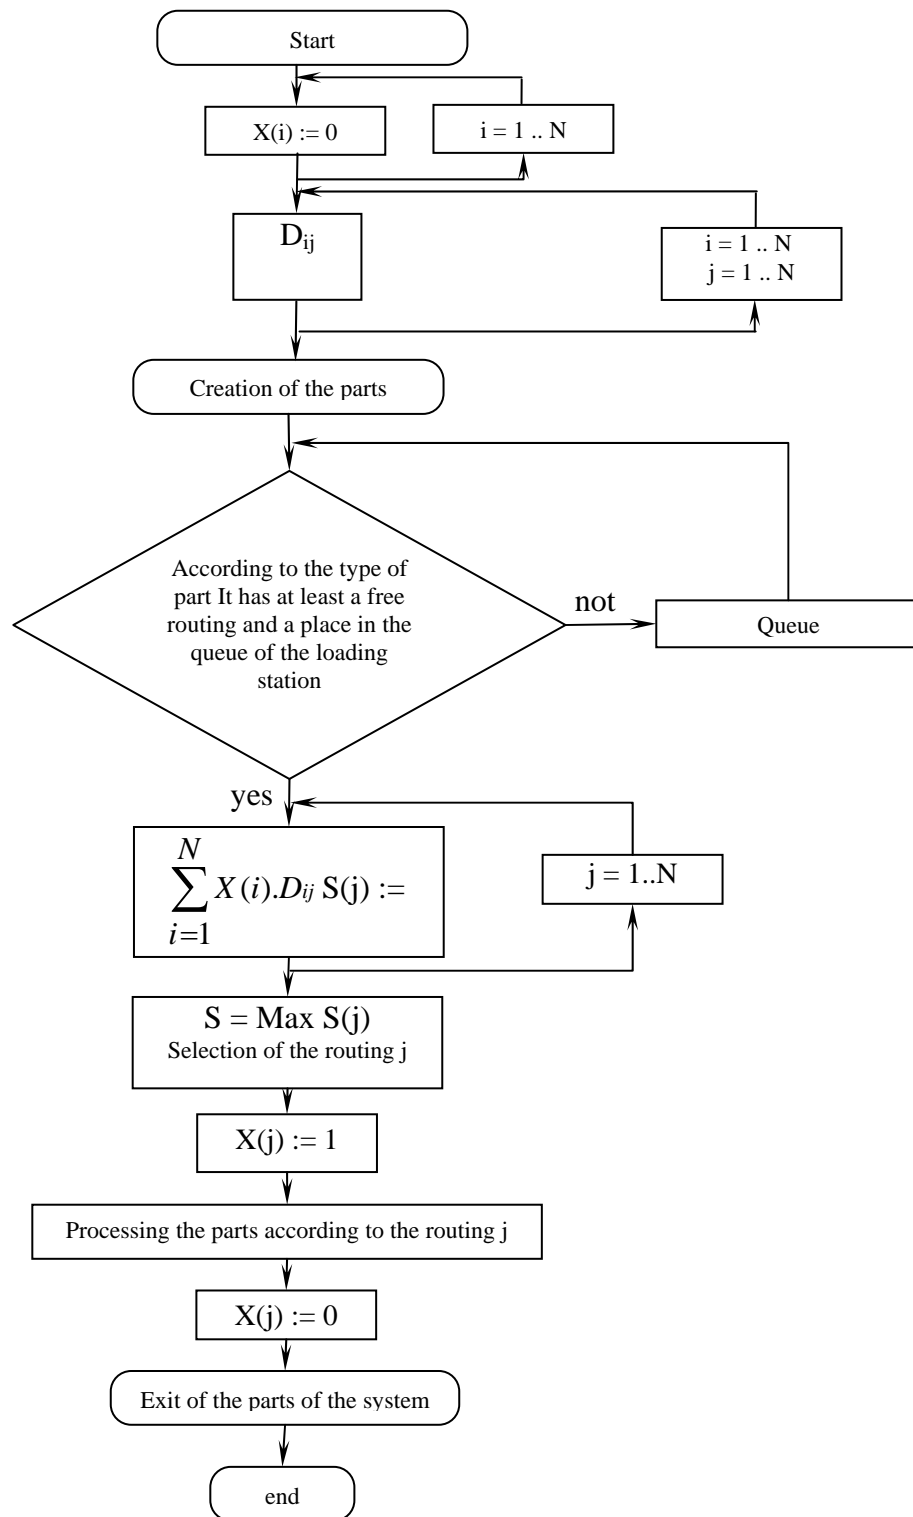 Start
X(i) := 0
i = 1 .. N
Dij
i = 1 .. N
j = 1 .. N
Creation of the parts
According to the type of
part It has at least a free
routing and a place in the
queue of the loading
station
not
Queue
yes
N
∑ X(i).Dij S(j) :=
i=1
j = 1..N
S = Max S(j)
Selection of the routing j
X(j) := 1
Processing the parts according to the routing j
X(j) := 0
Exit of the parts of the system
end